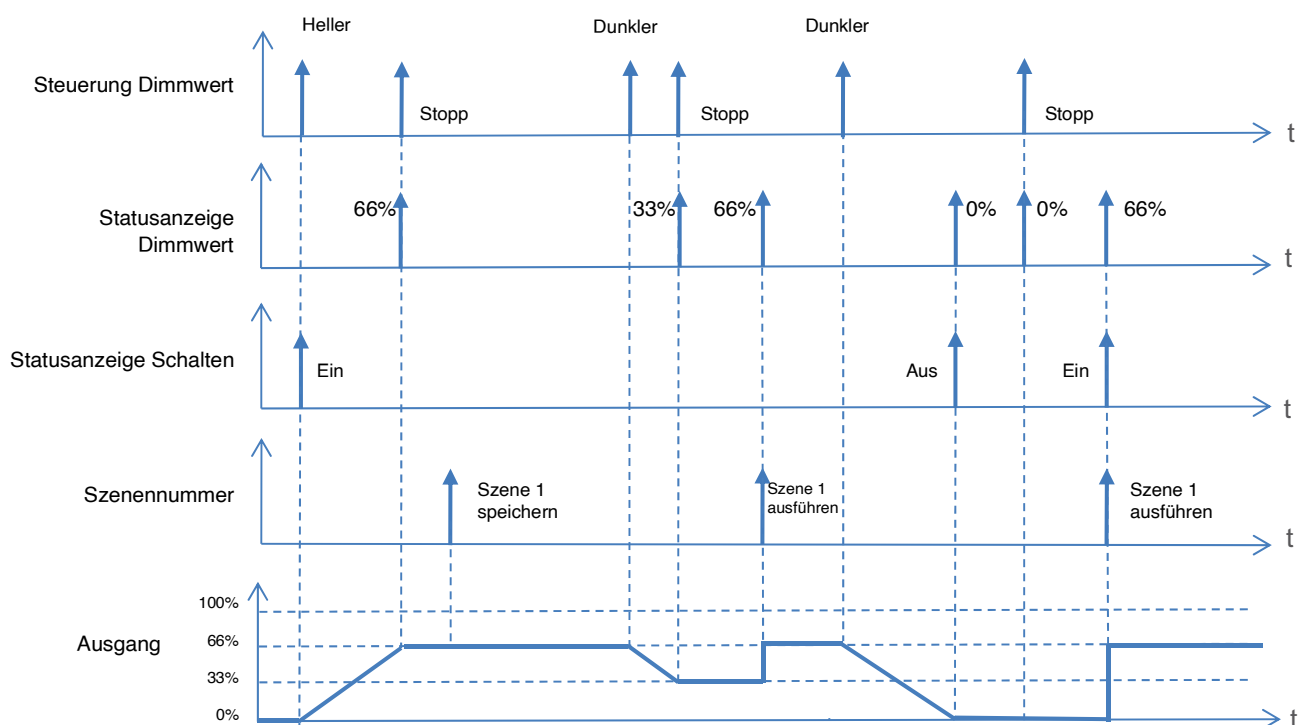 Heller
Dunkler
Dunkler
Steuerung Dimmwert
Stopp
Stopp
Stopp
t
Statusanzeige
Dimmwert
66%
33%
66%
0%
0%
66%
t
Statusanzeige Schalten
Ein
Aus
Ein
t
Szenennummer
Szene 1
speichern
Szene 1
ausführen
Szene 1
ausführen
t
Ausgang
100%
66%
33%
0%
t